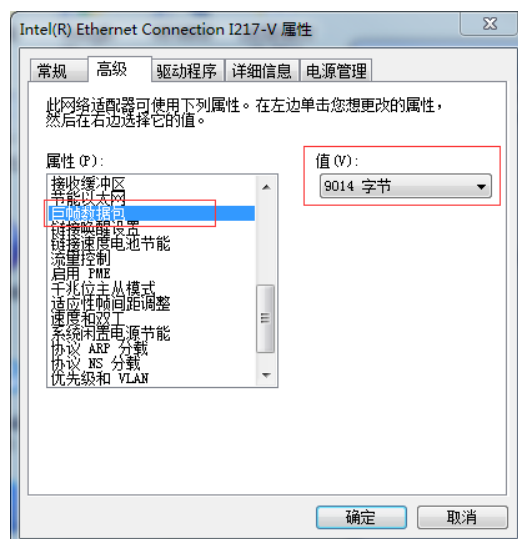 Intel(R) Ethernet Connection I217-V 属性
常规 高级 驱动程序 详细信息 电源管理
此网络适配器可使用下列属性。在左边单击您想更改的属性，
然后在右边选择它的值。
属性(P):
值(V):
接收缓冲区
节能以太网
巨帧数据包
9014 字节
链接唤醒设置
链接速度电池节能
流量控制
启用 PME
千兆位主从模式
适应性帧间距调整
速度和双工
系统闲置电源节能
协议 ARP 分载
协议 NS 分载
优先级和 VLAN
确定 取消